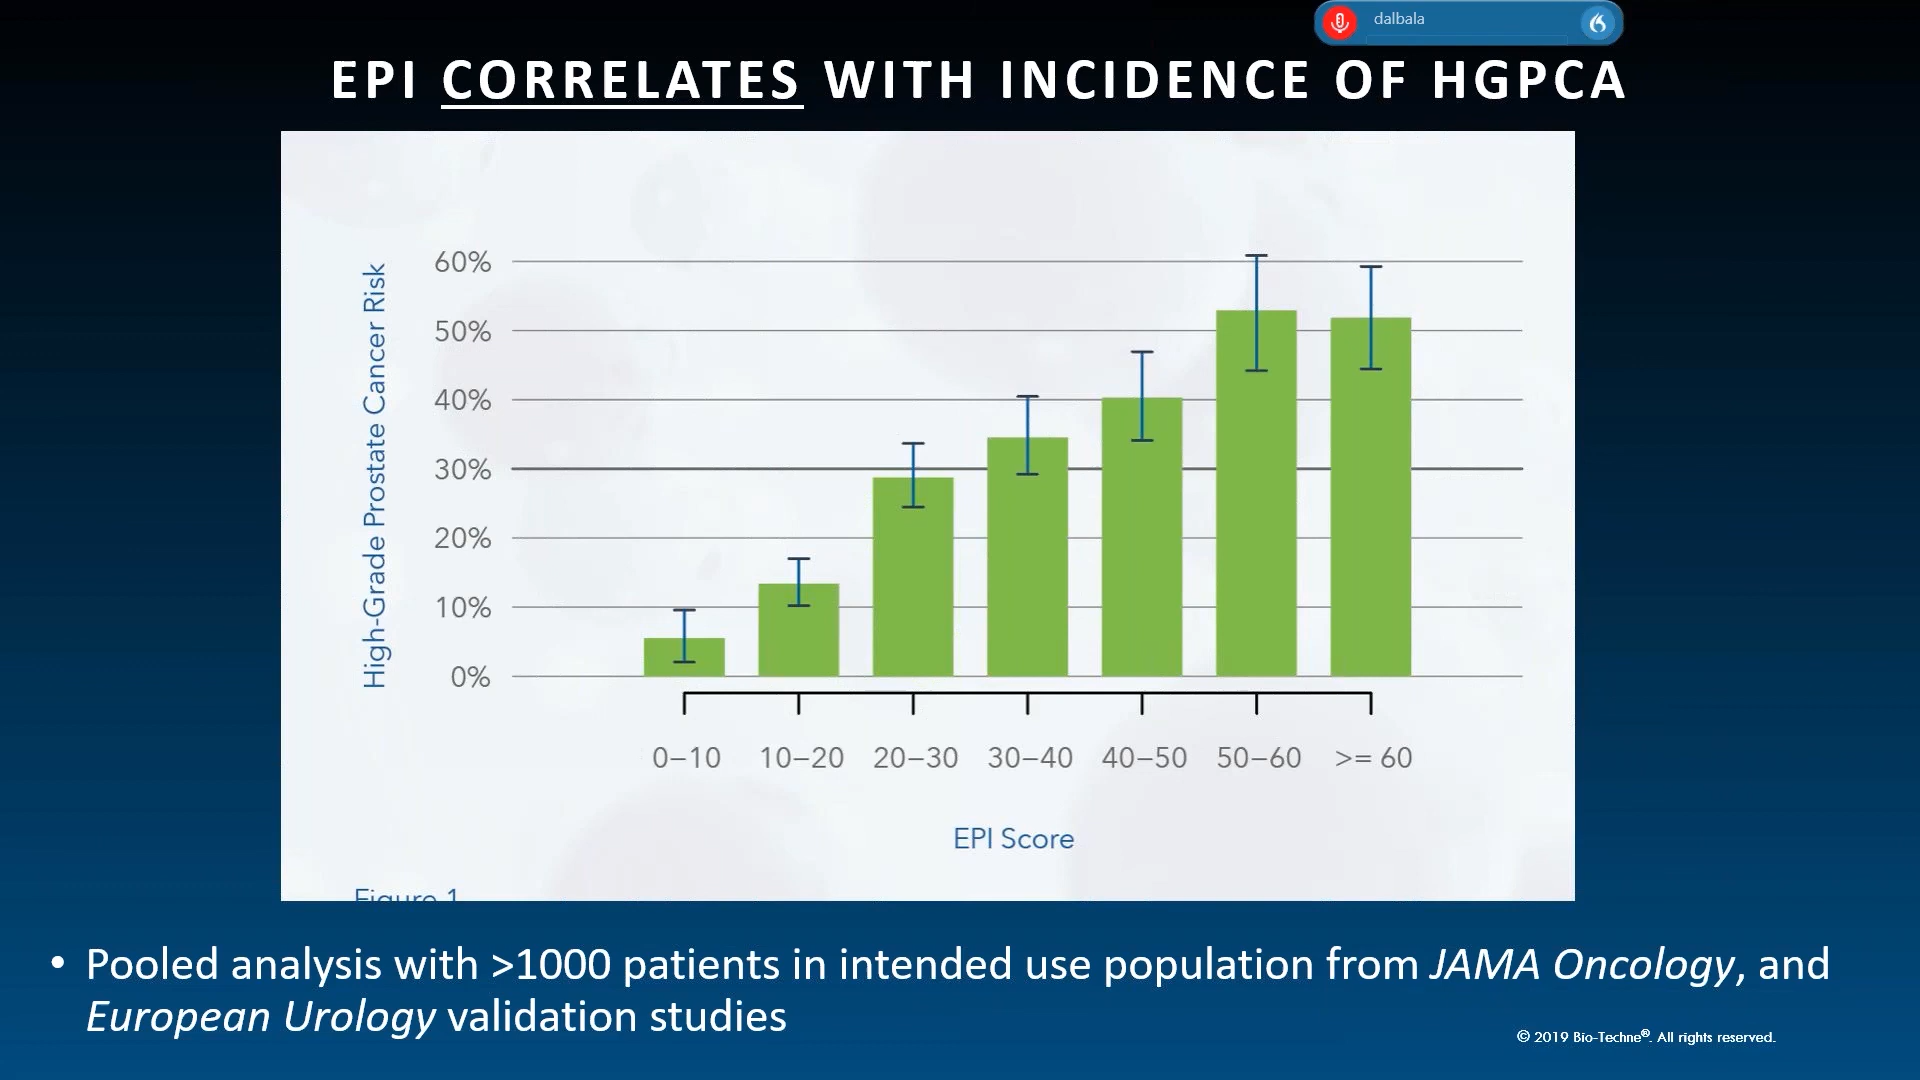 dalbala
EPI CORRELATES WITH INCIDENCE OF HGPCA
High-Grade Prostate Cancer Risk
60%
50%
40%
30%
20%
10%
0%
0–10 10–20 20–30 30–40 40–50 50–60 >= 60
EPI Score
Figure 1
• Pooled analysis with >1000 patients in intended use population from JAMA Oncology, and
European Urology validation studies
© 2019 Bio-Techne®. All rights reserved.